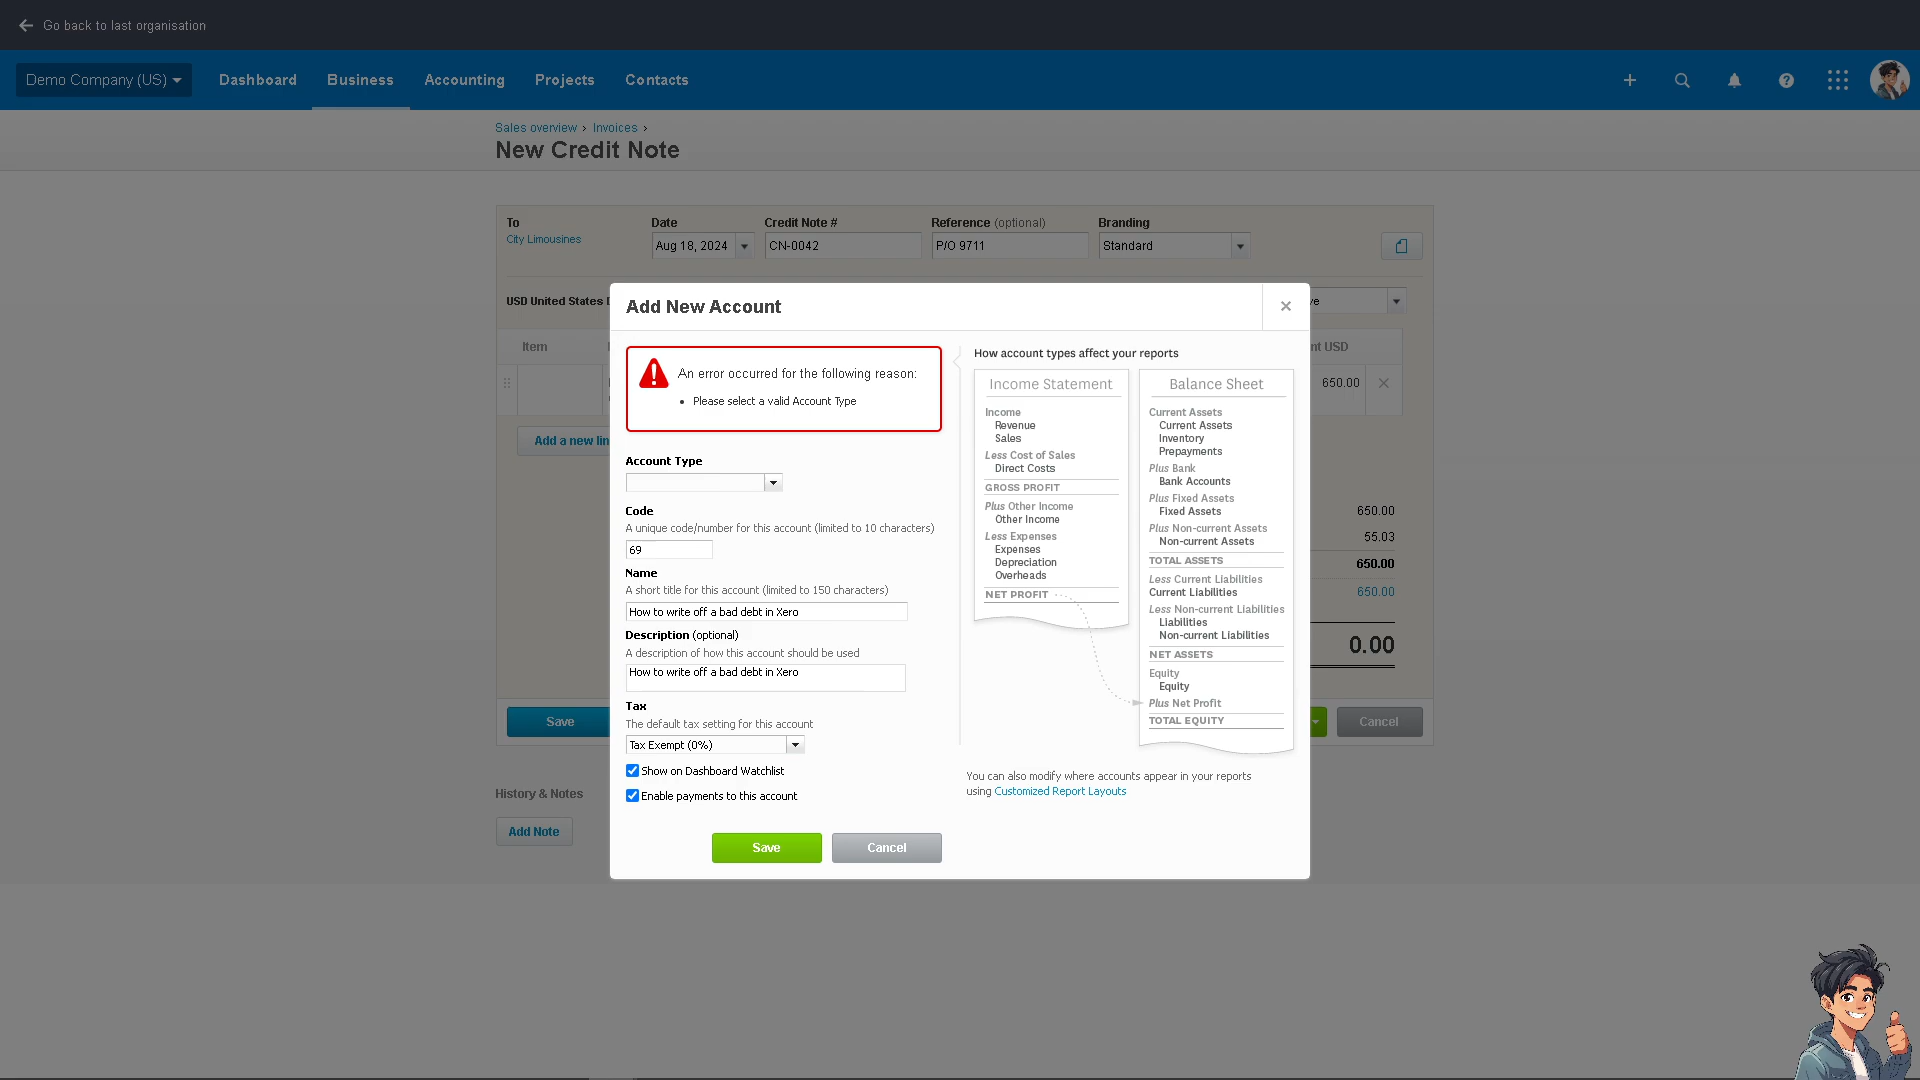 Go back to last organisation
Demo Company (US)
Dashboard
Business
Accounting
Projects
Contacts
Sales overview › Invoices ›
New Credit Note
To
City Limousines
Date
Aug 18, 2024
Credit Note #
CN-0042
Reference (optional)
P/O 9711
Branding
Standard
USD United States
Item
650.00
Add a new lin
650.00
55.03
650.00
650.00
0.00
Save
Cancel
History & Notes
Add Note
Add New Account
An error occurred for the following reason:
• Please select a valid Account Type
Account Type
Code
A unique code/number for this account (limited to 10 characters)
69
Name
A short title for this account (limited to 150 characters)
How to write off a bad debt in Xero
Description (optional)
A description of how this account should be used
How to write off a bad debt in Xero
Tax
The default tax setting for this account
Tax Exempt (0%)
Show on Dashboard Watchlist
Enable payments to this account
Save
Cancel
How account types affect your reports
Income Statement
Income
Revenue
Sales
Less Cost of Sales
Direct Costs
GROSS PROFIT
Plus Other Income
Other Income
Less Expenses
Expenses
Depreciation
Overheads
NET PROFIT
Balance Sheet
Current Assets
Current Assets
Inventory
Prepayments
Plus Bank
Bank Accounts
Plus Fixed Assets
Fixed Assets
Plus Non-current Assets
Non-current Assets
TOTAL ASSETS
Less Current Liabilities
Current Liabilities
Less Non-current Liabilities
Liabilities
Non-current Liabilities
NET ASSETS
Equity
Equity
Plus Net Profit
TOTAL EQUITY
You can also modify where accounts appear in your reports
using Customized Report Layouts